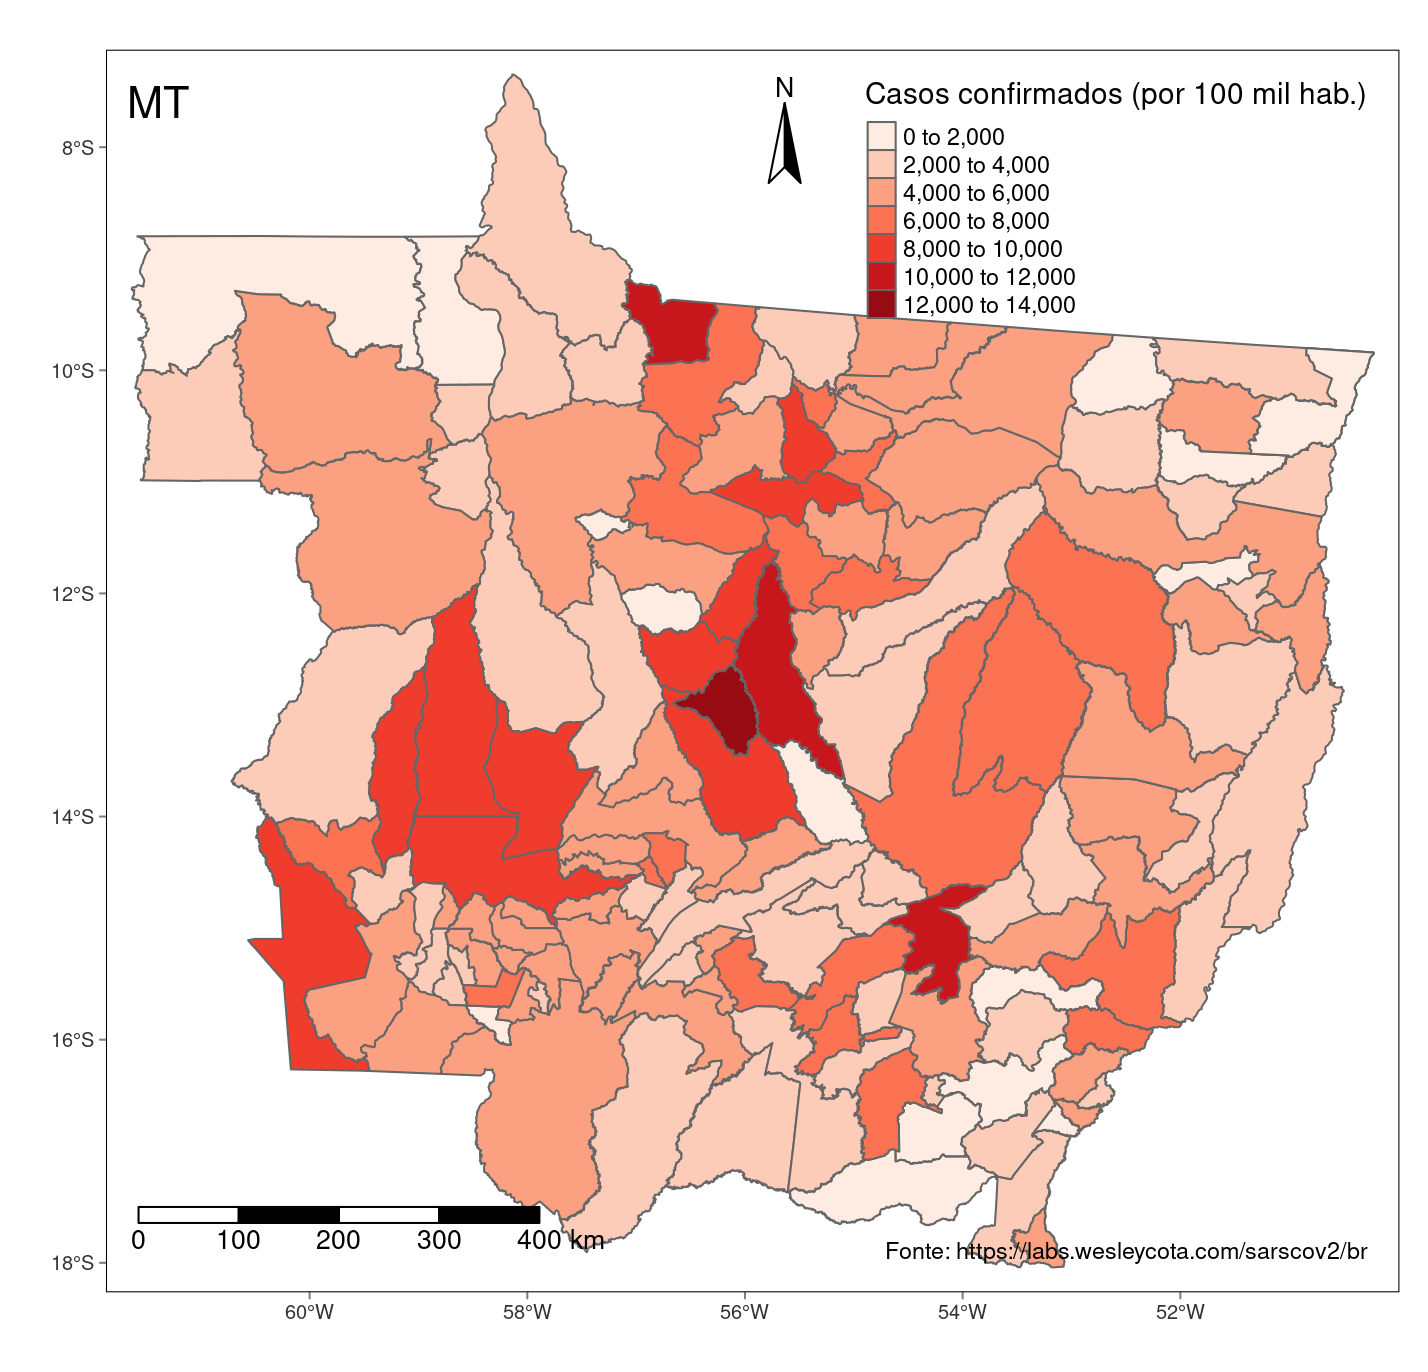 MT
N
Casos confirmados (por 100 mil hab.)
0 to 2,000
2,000 to 4,000
4,000 to 6,000
6,000 to 8,000
8,000 to 10,000
10,000 to 12,000
12,000 to 14,000
8°S
10°S
12°S
14°S
16°S
18°S
0 100 200 300 400 km
Fonte: https://labs.wesleycota.com/sarscov2/br
60°W 58°W 56°W 54°W 52°W